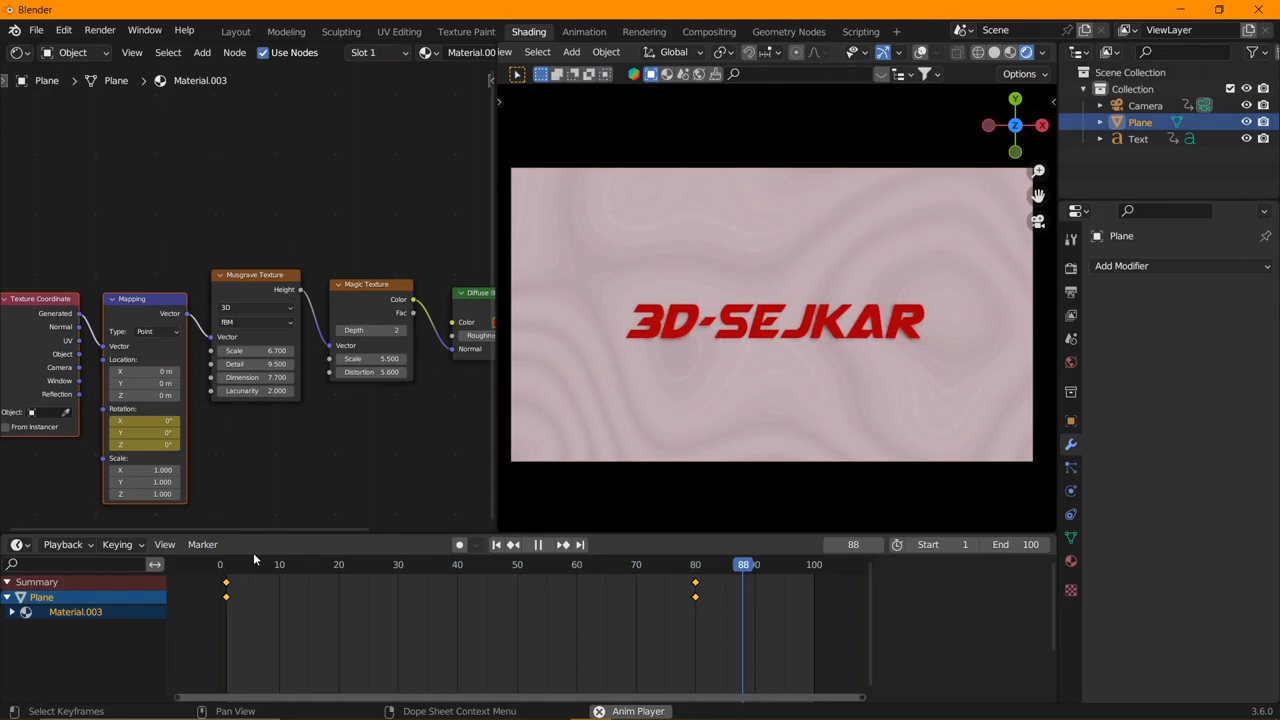 Blender
File Edit Render Window Help Layout Modeling Sculpting UV Editing Texture Paint Shading Animation Rendering Compositing Geometry Nodes Scripting + Scene ViewLayer
Object View Select Add Node Use Nodes Slot 1 Material.00 ew Select Add Object Global
Plane Plane Material.003 Options
Scene Collection
Collection
Camera
Plane
Text
Y
Z X
Plane
Add Modifier
3D-SEJKAR
Texture Coordinate
Generated
Normal
UV
Object
Camera
Window
Reflection
Object:
From Instancer
Mapping
Vector
Type: Point
Vector
Location:
X 0 m
Y 0 m
Z 0 m
Rotation:
X 0°
Y 0°
Z 0°
Scale:
X 1.000
Y 1.000
Z 1.000
Musgrave Texture
Height
3D
fBM
Vector
Scale 6.700
Detail 9.500
Dimension 7.700
Lacunarity 2.000
Magic Texture
Color
Fac
Depth 2
Vector
Scale 5.500
Distortion 5.600
Diffuse (
Color
Roughn
Normal
Playback Keying View Marker 88 Start 1 End 100
0 10 20 30 40 50 60 70 80 88 0 100
Summary
Plane
Material.003
Select Keyframes Pan View Dope Sheet Context Menu Anim Player 3.6.0